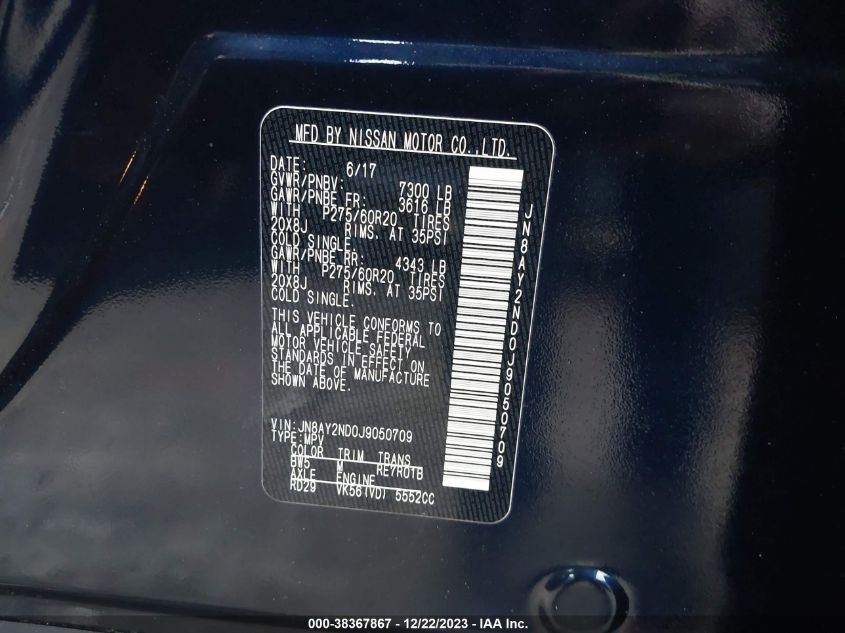 MFD BY NISSAN MOTOR CO.,LTD.
DATE: 6/17
GVWR/PNBV: 7300 LB
GAWR/PNBE FR: 3616 LB
WITH P275/60R20 TIRES
20X8J RIMS. AT 35PSI
COLD SINGLE.
GAWR/PNBE RR: 4343 LB
WITH P275/60R20 TIRES
20X8J RIMS. AT 35PSI
COLD SINGLE.
THIS VEHICLE CONFORMS TO
ALL APPLICABLE FEDERAL
MOTOR VEHICLE SAFETY
STANDARDS IN EFFECT ON
THE DATE OF MANUFACTURE
SHOWN ABOVE.
VIN:JN8AY2ND0J9050709
TYPE:MPV
COLOR TRIM TRANS
BW5 M RE7R01B
AXLE ENGINE
RD29 VK56(VD) 5552CC
JN8AY2ND0J9050709
000-38367867 - 12/22/2023 - IAA Inc.